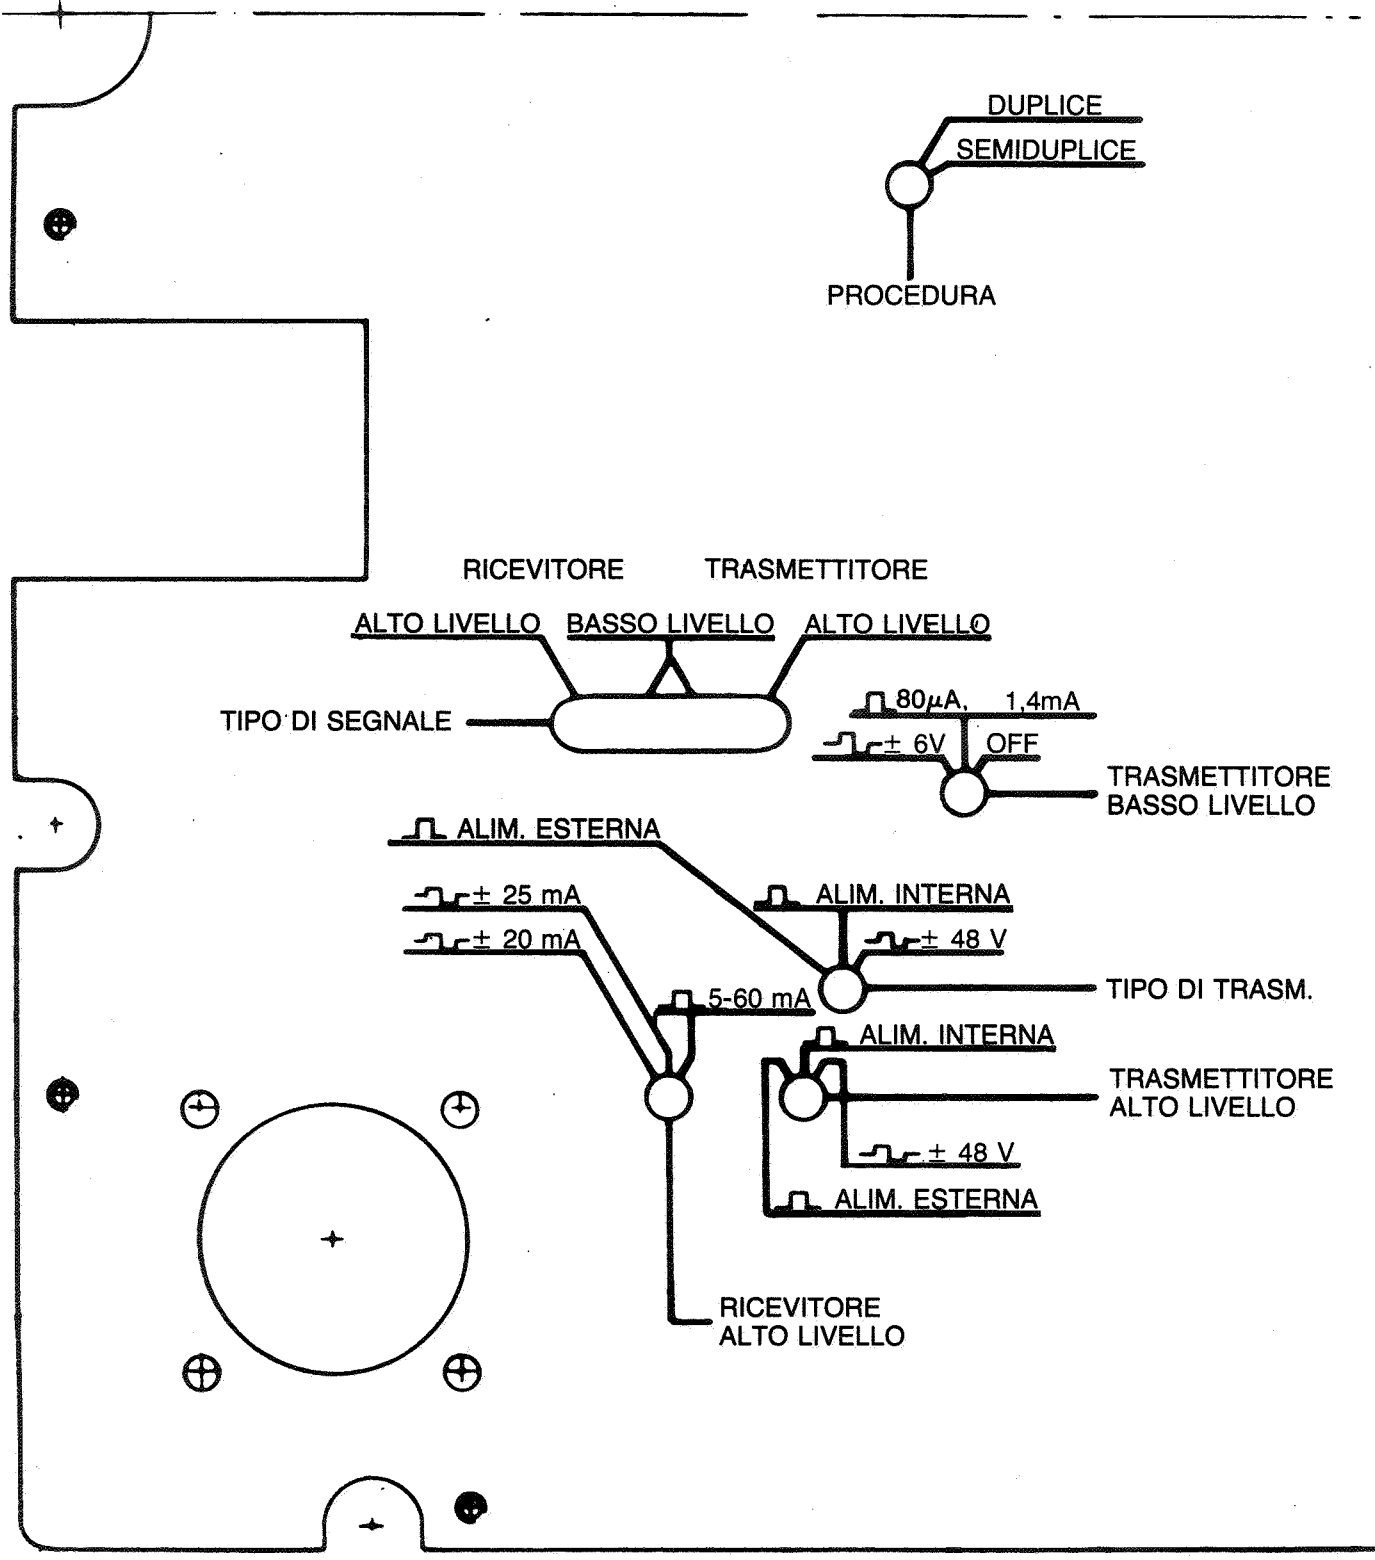 DUPLICE
SEMIDUPLICE
PROCEDURA
RICEVITORE TRASMETTITORE
ALTO LIVELLO BASSO LIVELLO ALTO LIVELLO
TIPO DI SEGNALE
80µA, 1,4mA
± 6V OFF
TRASMETTITORE
BASSO LIVELLO
ALIM. ESTERNA
± 25 mA
ALIM. INTERNA
± 20 mA
± 48 V
TIPO DI TRASM.
5-60 mA
ALIM. INTERNA
TRASMETTITORE
ALTO LIVELLO
± 48 V
ALIM. ESTERNA
RICEVITORE
ALTO LIVELLO